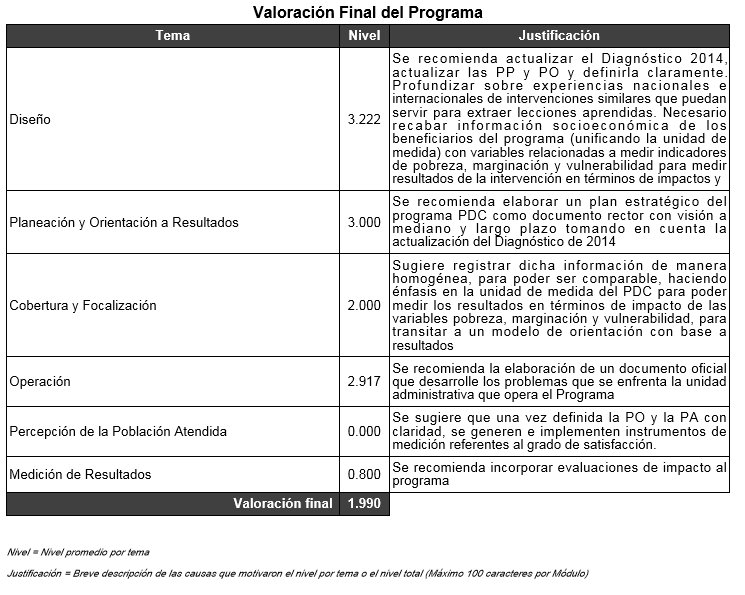 Valoración Final del Programa
Tema Nivel Justificación
Diseño 3.222
Se recomienda actualizar el Diagnóstico 2014,
actualizar las PP y PO y definirla claramente.
Profundizar sobre experiencias nacionales e
internacionales de intervenciones similares que puedan
servir para extraer lecciones aprendidas. Necesario
recabar información socioeconómica de los
beneficiarios del programa (unificando la unidad de
medida) con variables relacionadas a medir indicadores
de pobreza, marginación y vulnerabilidad para medir
resultados de la intervención en términos de impactos y
Planeación y Orientación a Resultados 3.000
Se recomienda elaborar un plan estratégico del
programa PDC como documento rector con visión a
mediano y largo plazo tomando en cuenta la
actualización del Diagnóstico de 2014
Cobertura y Focalización 2.000
Sugiere registrar dicha información de manera
homogénea, para poder ser comparable, haciendo
énfasis en la unidad de medida del PDC para poder
medir los resultados en términos de impacto de las
variables pobreza, marginación y vulnerabilidad, para
transitar a un modelo de orientación con base a
resultados
Operación 2.917
Se recomienda la elaboración de un documento oficial
que desarrolle los problemas que se enfrenta la unidad
administrativa que opera el Programa
Percepción de la Población Atendida 0.000
Se sugiere que una vez definida la PO y la PA con
claridad, se generen e implementen instrumentos de
medición referentes al grado de satisfacción.
Medición de Resultados 0.800
Se recomienda incorporar evaluaciones de impacto al
programa
Valoración final 1.990
Nivel = Nivel promedio por tema
Justificación = Breve descripción de las causas que motivaron el nivel por tema o el nivel total (Máximo 100 caracteres por Módulo)